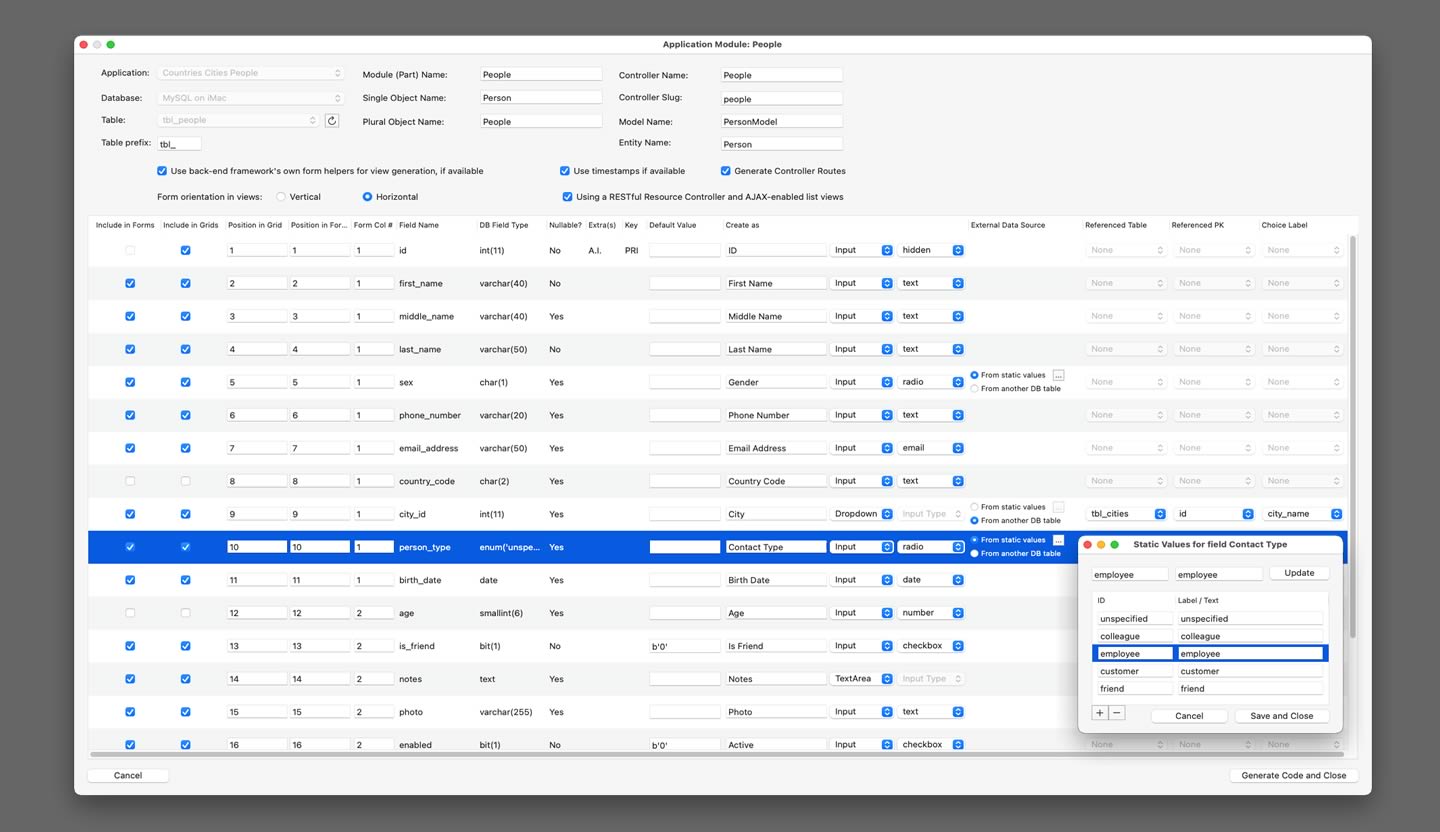 Application Module: People
Application: Countries Cities People Module (Part) Name: People Controller Name: People
Database: MySQL on iMac Single Object Name: Person Controller Slug: people
Table: tbl_people Plural Object Name: People Model Name: PersonModel
Table prefix: tbl_ Entity Name: Person
Use back-end framework's own form helpers for view generation, if available Use timestamps if available Generate Controller Routes
Form orientation in views: Vertical Horizontal Using a RESTful Resource Controller and AJAX-enabled list views
Include in Forms Include in Grids Position in Grid Position in For... Form Col # Field Name DB Field Type Nullable? Extra(s) Key Default Value Create as External Data Source Referenced Table Referenced PK Choice Label
1 1 1 id int(11) No A.I. PRI ID Input hidden None None None
2 2 1 first_name varchar(40) No First Name Input text None None None
3 3 1 middle_name varchar(40) Yes Middle Name Input text None None None
4 4 1 last_name varchar(50) No Last Name Input text None None None
5 5 1 sex char(1) Yes Gender Input radio From static values ... From another DB table None None None
6 6 1 phone_number varchar(20) Yes Phone Number Input text None None None
7 7 1 email_address varchar(50) Yes Email Address Input email None None None
8 8 1 country_code char(2) Yes Country Code Input text None None None
9 9 1 city_id int(11) Yes City Dropdown Input Type From static values ... From another DB table tbl_cities id city_name
10 10 1 person_type enum('unspe... Yes Contact Type Input radio From static values ... From another DB table
11 11 1 birth_date date Yes Birth Date Input date
12 12 2 age smallint(6) Yes Age Input number
13 13 2 is_friend bit(1) No b'0' Is Friend Input checkbox
14 14 2 notes text Yes Notes TextArea Input Type
15 15 2 photo varchar(255) Yes Photo Input text
16 16 2 enabled bit(1) No b'0' Active Input checkbox None None None
Static Values for field Contact Type
employee employee Update
ID Label / Text
unspecified unspecified
colleague colleague
employee employee
customer customer
friend friend
+ − Cancel Save and Close
Cancel Generate Code and Close